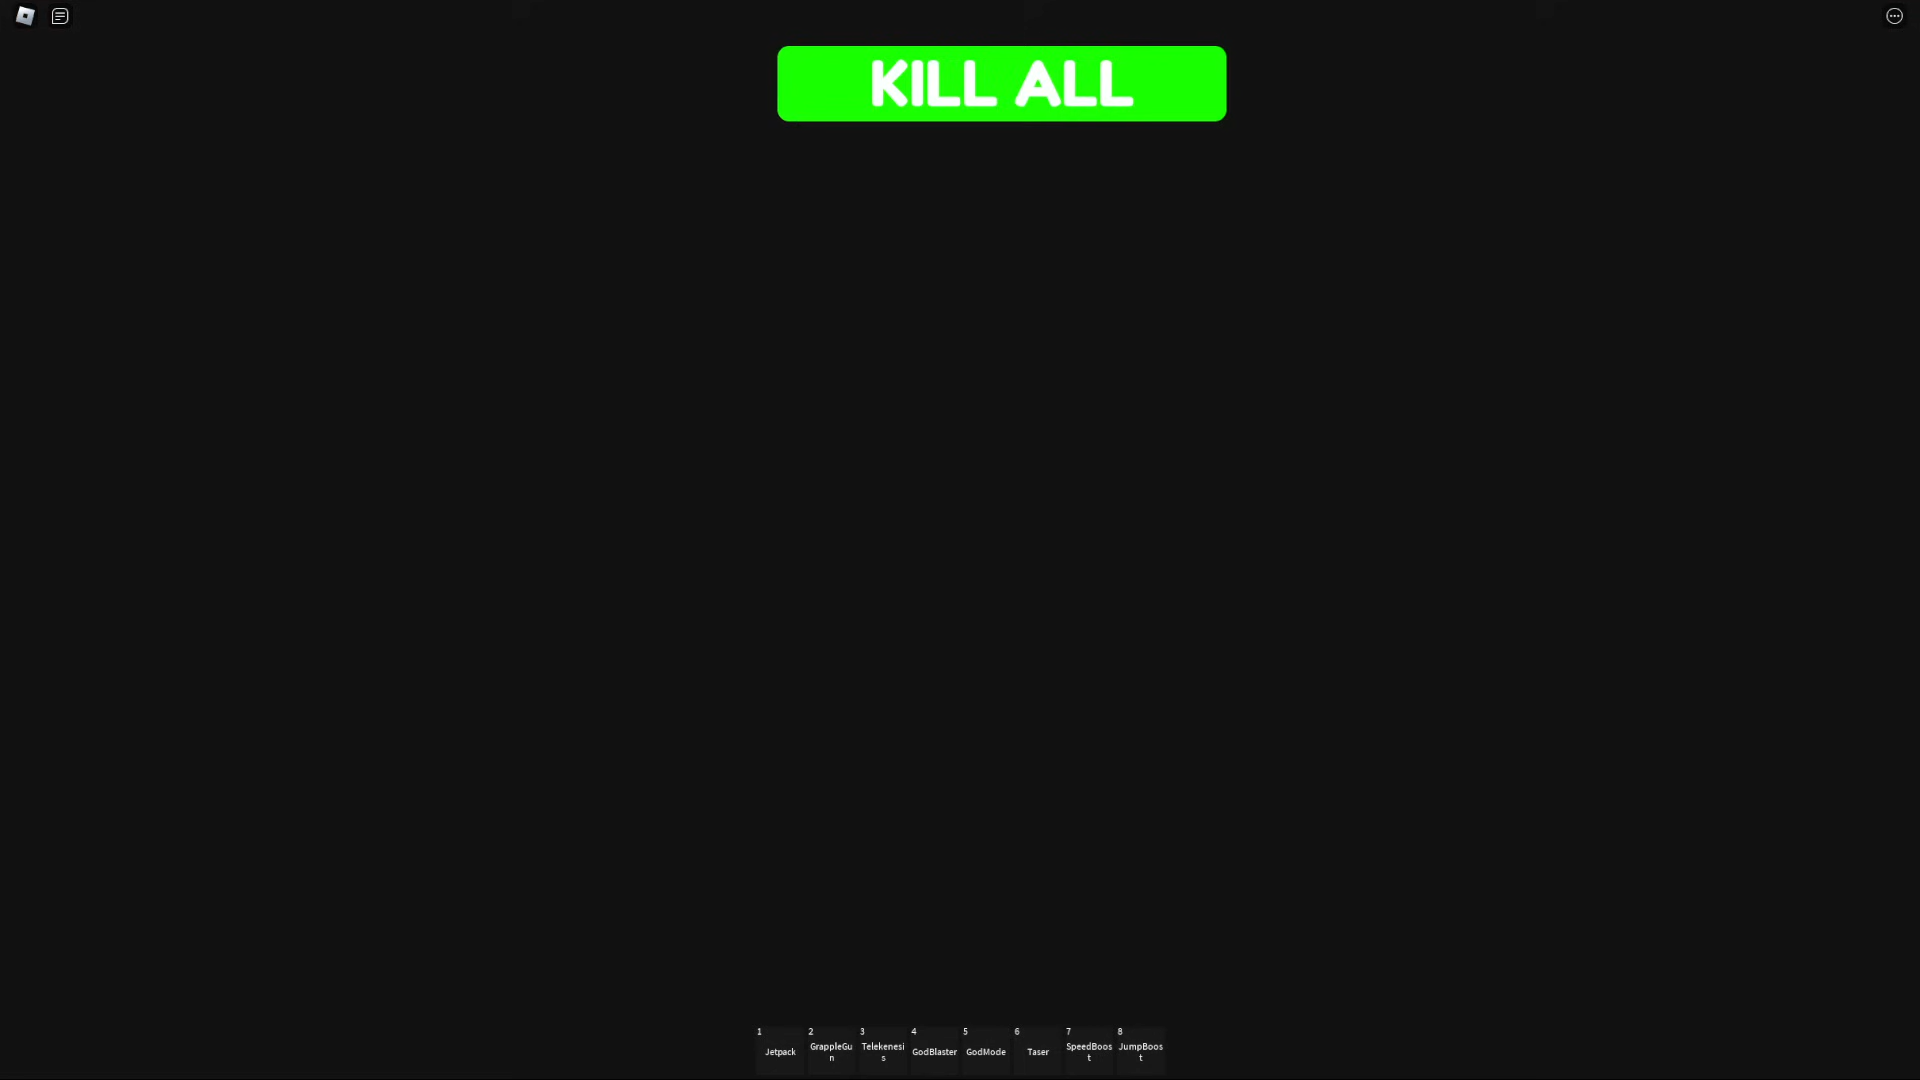 KILL ALL
1 2 3 4 5 6 7 8
Jetpack
GrappleGu
n
Telekenesi
s
GodBlaster
GodMode
Taser
SpeedBoos
t
JumpBoos
t